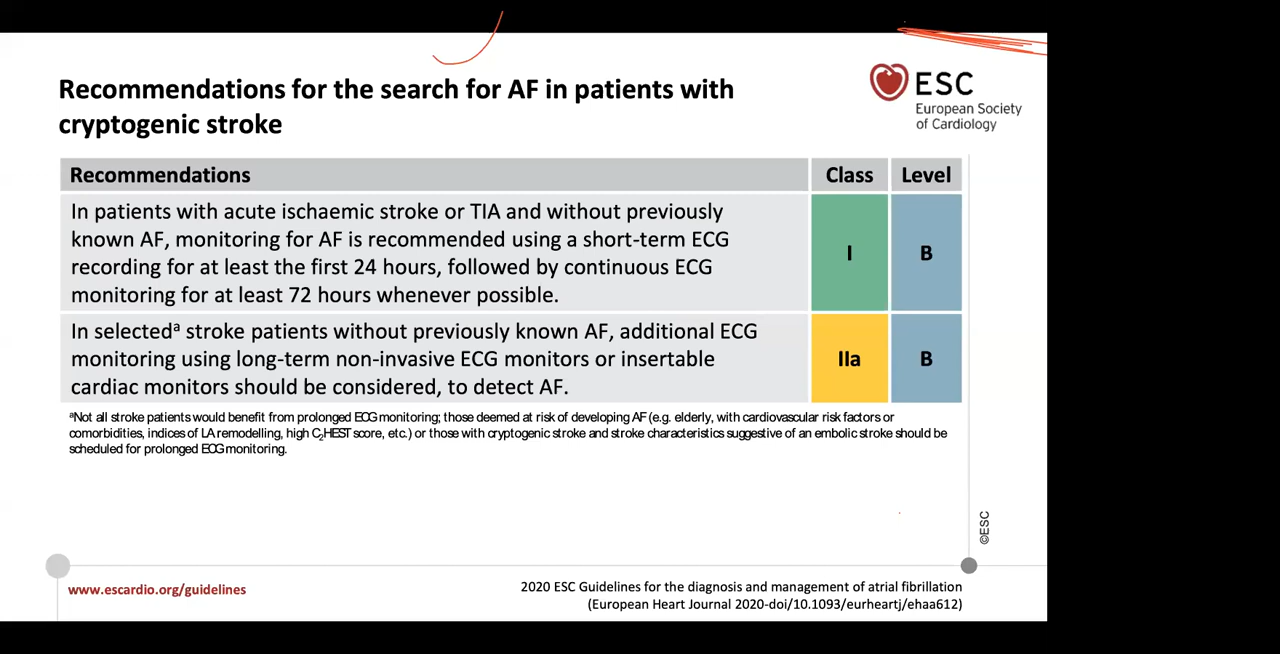 Recommendations for the search for AF in patients with
cryptogenic stroke
ESC
European Society
of Cardiology
Recommendations Class Level
In patients with acute ischaemic stroke or TIA and without previously
known AF, monitoring for AF is recommended using a short-term ECG
recording for at least the first 24 hours, followed by continuous ECG
monitoring for at least 72 hours whenever possible.
I B
In selectedᵃ stroke patients without previously known AF, additional ECG
monitoring using long-term non-invasive ECG monitors or insertable
cardiac monitors should be considered, to detect AF.
IIa B
ᵃNot all stroke patients would benefit from prolonged ECG monitoring; those deemed at risk of developing AF (e.g. elderly, with cardiovascular risk factors or
comorbidities, indices of LA remodelling, high C₂HEST score, etc.) or those with cryptogenic stroke and stroke characteristics suggestive of an embolic stroke should be
scheduled for prolonged ECG monitoring.
©ESC
www.escardio.org/guidelines
2020 ESC Guidelines for the diagnosis and management of atrial fibrillation
(European Heart Journal 2020-doi/10.1093/eurheartj/ehaa612)